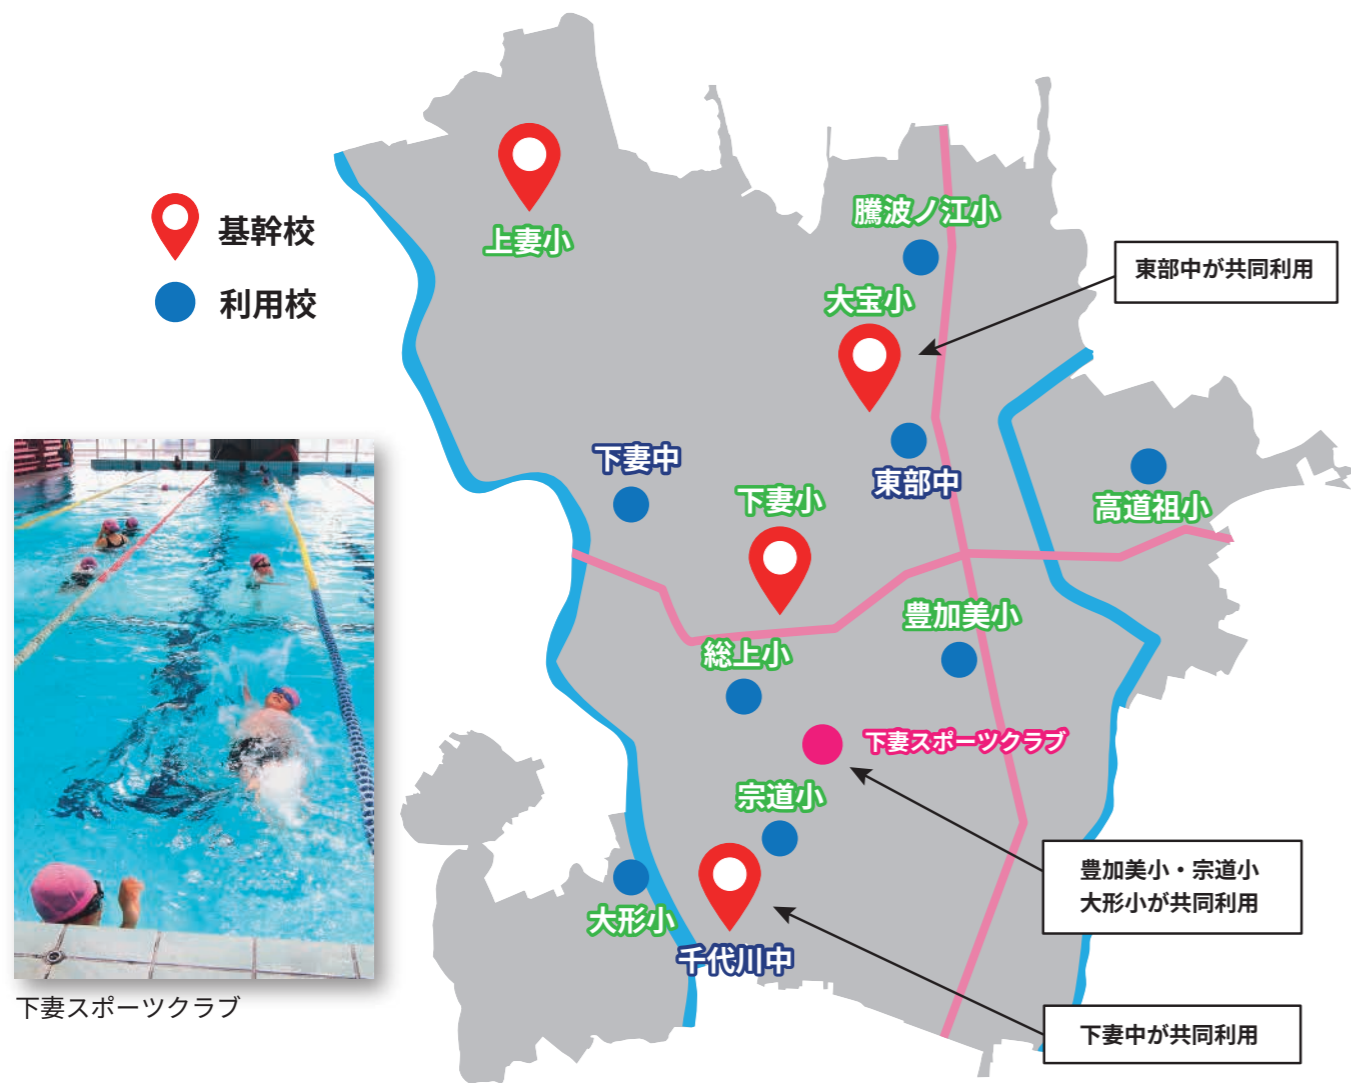 基幹校
利用校
上妻小
騰波ノ江小
大宝小
東部中が共同利用
下妻中
東部中
下妻小
高道祖小
豊加美小
総上小
下妻スポーツクラブ
宗道小
豊加美小・宗道小
大形小が共同利用
大形小
千代川中
下妻中が共同利用
下妻スポーツクラブ